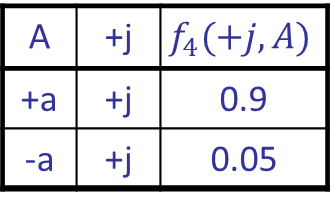 A +j f₄(+j, A)
+a +j 0.9
-a +j 0.05